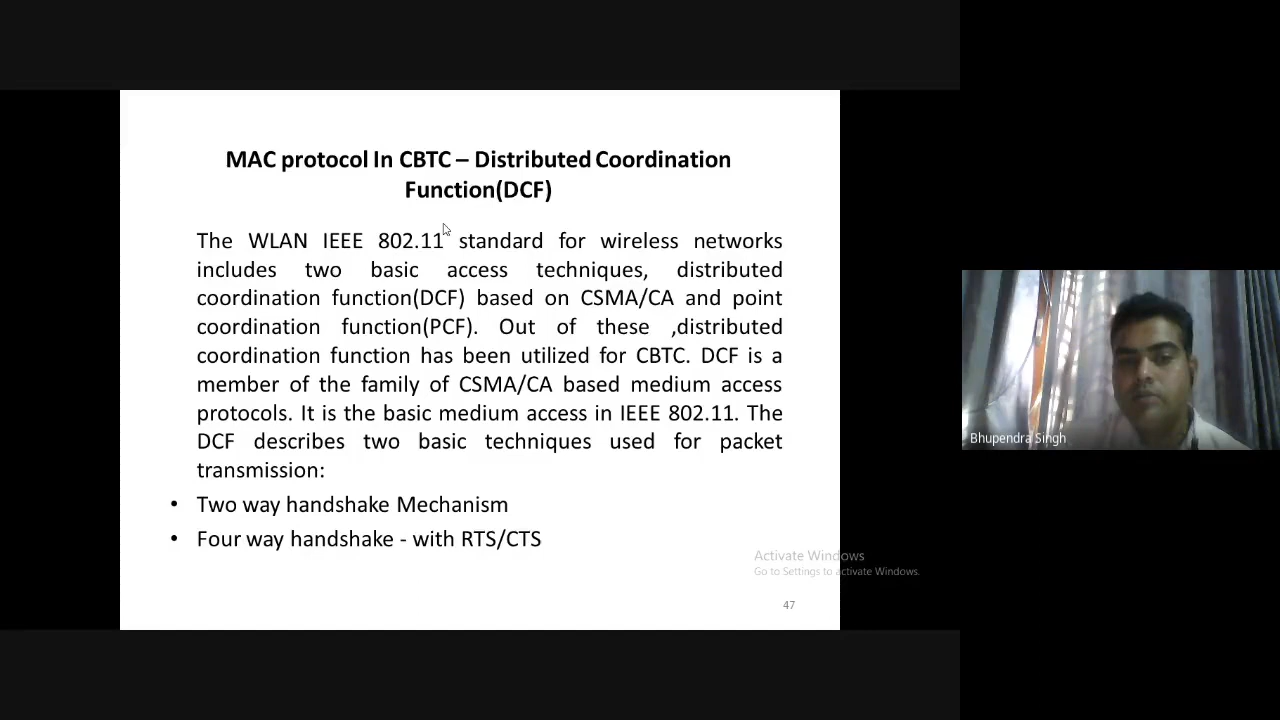 MAC protocol In CBTC – Distributed Coordination
Function(DCF)
The WLAN IEEE 802.11 standard for wireless networks
includes two basic access techniques, distributed
coordination function(DCF) based on CSMA/CA and point
coordination function(PCF). Out of these ,distributed
coordination function has been utilized for CBTC. DCF is a
member of the family of CSMA/CA based medium access
protocols. It is the basic medium access in IEEE 802.11. The
DCF describes two basic techniques used for packet
transmission:
• Two way handshake Mechanism
• Four way handshake - with RTS/CTS
Activate Windows
Go to Settings to activate Windows.
47
Bhupendra Singh